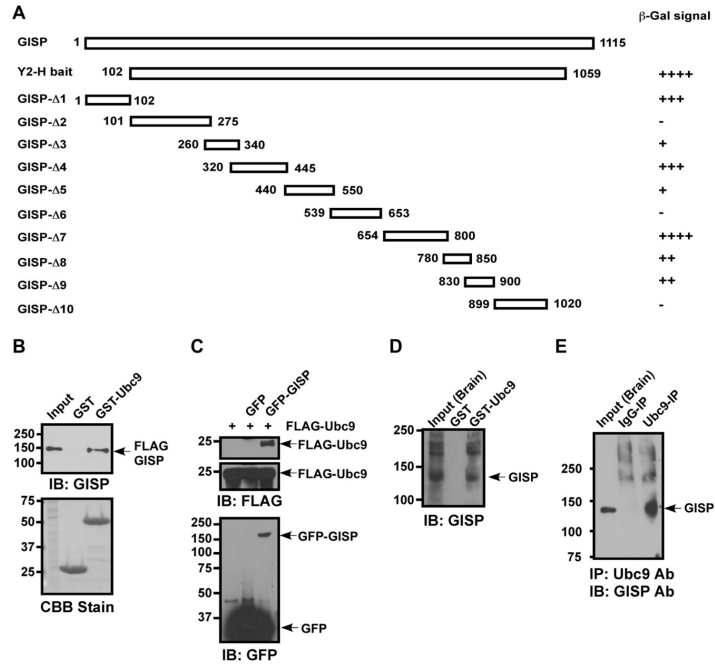 A
β-Gal signal
GISP 1 1115
Y2-H bait 102 1059 ++++
GISP-Δ1 1 102 +++
GISP-Δ2 101 275 -
GISP-Δ3 260 340 +
GISP-Δ4 320 445 +++
GISP-Δ5 440 550 +
GISP-Δ6 539 653 -
GISP-Δ7 654 800 ++++
GISP-Δ8 780 850 ++
GISP-Δ9 830 900 ++
GISP-Δ10 899 1020 -
B
Input
GST
GST-Ubc9
250
150
100
FLAG
GISP
IB: GISP
75
50
37
25
CBB Stain
C
GFP
GFP-GISP
+ + + FLAG-Ubc9
25
FLAG-Ubc9
25
FLAG-Ubc9
IB: FLAG
250
150
100
75
50
37
GFP-GISP
GFP
IB: GFP
D
Input (Brain)
GST
GST-Ubc9
250
150
100
GISP
IB: GISP
E
Input (Brain)
IgG-IP
Ubc9-IP
250
150
100
75
GISP
IP: Ubc9 Ab
IB: GISP Ab